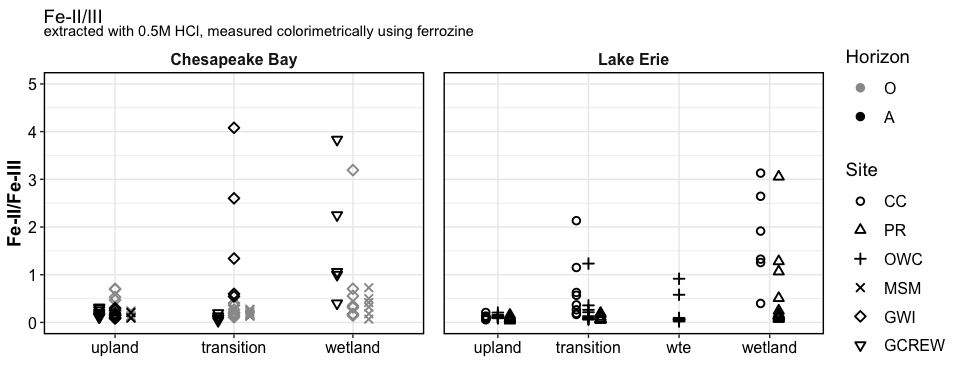 Fe-II/III
extracted with 0.5M HCl, measured colorimetrically using ferrozine
Chesapeake Bay
Lake Erie
Fe-II/Fe-III
5
4
3
2
1
0
upland
transition
wetland
upland
transition
wte
wetland
Horizon
O
A
Site
CC
PR
OWC
MSM
GWI
GCREW